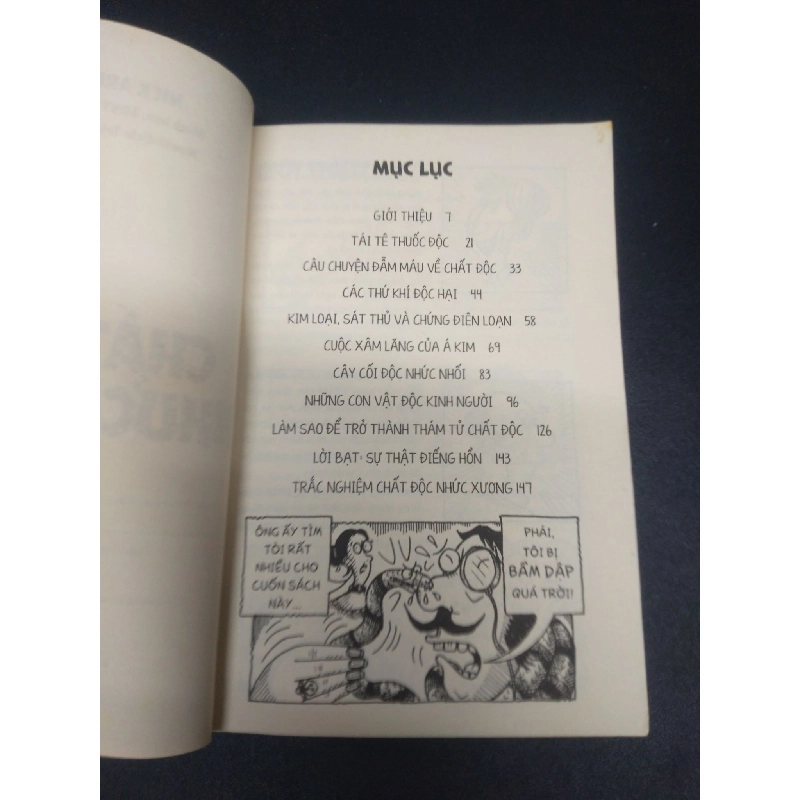 MỤC LỤC
GIỚI THIỆU 7
TÁI TÊ THUỐC ĐỘC 21
CÂU CHUYỆN ĐẪM MÁU VỀ CHẤT ĐỘC 33
CÁC THỨ KHÍ ĐỘC HẠI 44
KIM LOẠI, SÁT THỦ VÀ CHỨNG ĐIÊN LOẠN 58
CUỘC XÂM LĂNG CỦA Á KIM 69
CÂY CỐI ĐỘC NHỨC NHỐI 83
NHỮNG CON VẬT ĐỘC KINH NGƯỜI 96
LÀM SAO ĐỂ TRỞ THÀNH THÁM TỬ CHẤT ĐỘC 126
LỜI BẠT: SỰ THẬT ĐIẾNG HỒN 143
TRẮC NGHIỆM CHẤT ĐỘC NHỨC XƯƠNG 147
ÔNG ẤY TÌM
TÒI RẤT
NHIỀU CHO
CUỐN SÁCH
NÀY...
PHẢI,
TÔI BỊ
BẦM DẬP
QUÁ TRỜI!